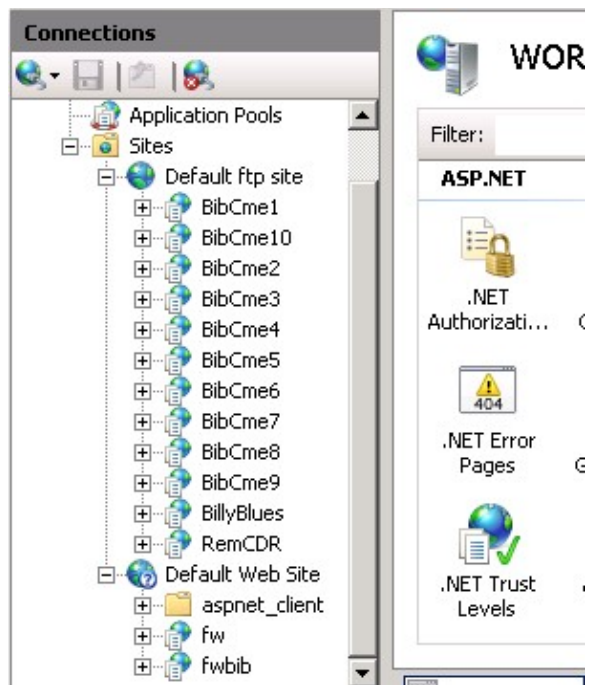 Connections
Application Pools
Sites
Default ftp site
BibCme1
BibCme10
BibCme2
BibCme3
BibCme4
BibCme5
BibCme6
BibCme7
BibCme8
BibCme9
BillyBlues
RemCDR
Default Web Site
aspnet_client
fw
fwbib
WOR
Filter:
ASP.NET
.NET
Authorizati...
404
.NET Error
Pages
.NET Trust
Levels